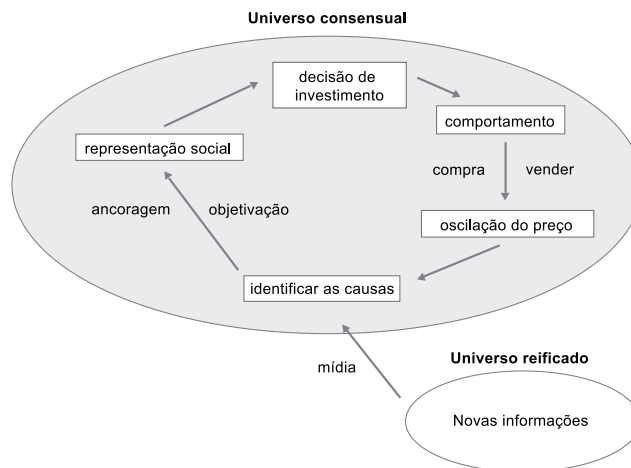 Universo consensual
decisão de
investimento
comportamento
representação social
compra
vender
ancoragem
objetivação
oscilação do preço
identificar as causas
mídia
Universo reificado
Novas informações